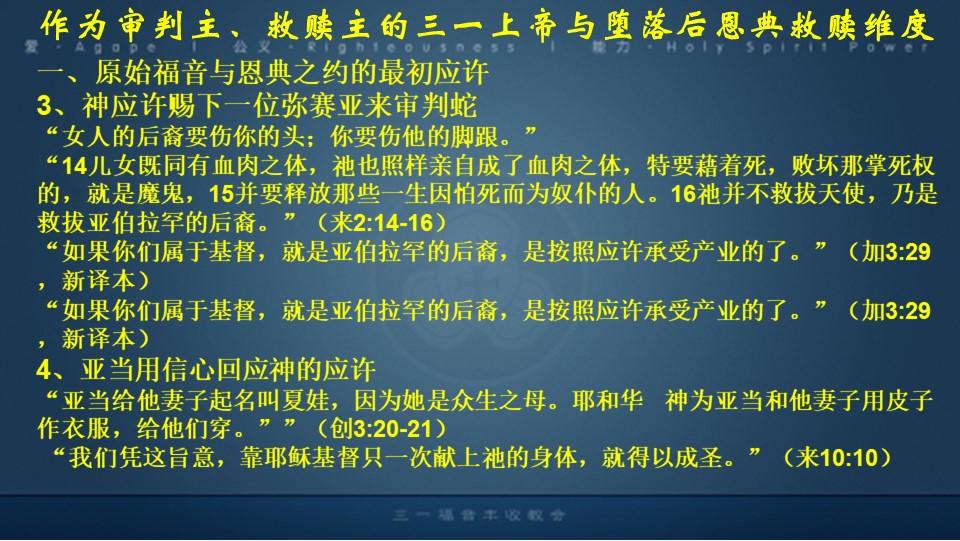 作为审判主、救赎主的三一上帝与堕落后恩典救赎维度
爱·Agape | 公义·Righteousness | 能力·Holy Spirit Power
一、原始福音与恩典之约的最初应许
3、神应许赐下一位弥赛亚来审判蛇
“女人的后裔要伤你的头；你要伤他的脚跟。”
“14儿女既同有血肉之体，祂也照样亲自成了血肉之体，特要藉着死，败坏那掌死权
的，就是魔鬼，15并要释放那些一生因怕死而为奴仆的人。16祂并不救拔天使，乃是
救拔亚伯拉罕的后裔。”（来2:14-16）
“如果你们属于基督，就是亚伯拉罕的后裔，是按照应许承受产业的了。”（加3:29
，新译本）
“如果你们属于基督，就是亚伯拉罕的后裔，是按照应许承受产业的了。”（加3:29
，新译本）
4、亚当用信心回应神的应许
“亚当给他妻子起名叫夏娃，因为她是众生之母。耶和华　神为亚当和他妻子用皮子
作衣服，给他们穿。””（创3:20-21）
“我们凭这旨意，靠耶稣基督只一次献上祂的身体，就得以成圣。”（来10:10）
三一福音丰收教会